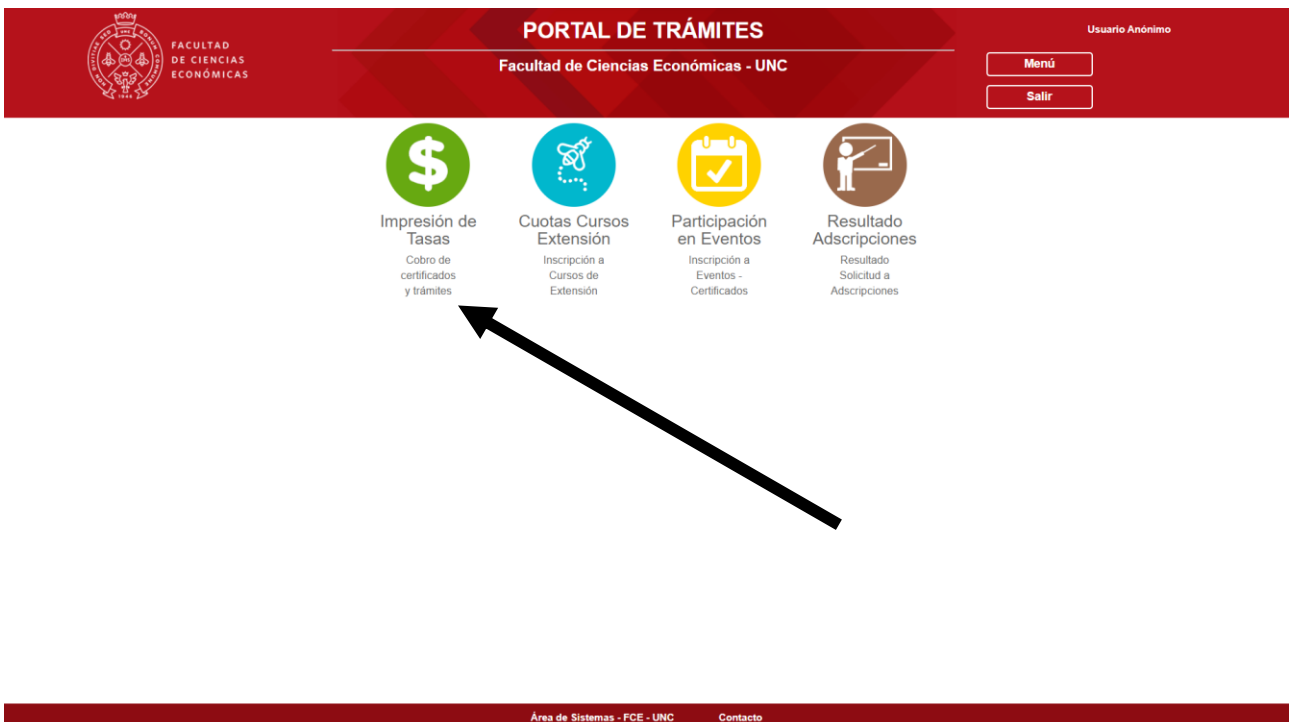 FACULTAD
DE CIENCIAS
ECONÓMICAS
PORTAL DE TRÁMITES
Facultad de Ciencias Económicas - UNC
Usuario Anónimo
Menú
Salir
Impresión de
Tasas
Cobro de
certificados
y trámites
Cuotas Cursos
Extensión
Inscripción a
Cursos de
Extensión
Participación
en Eventos
Inscripción a
Eventos -
Certificados
Resultado
Adscripciones
Resultado
Solicitud a
Adscripciones
Área de Sistemas - FCE - UNC
Contacto